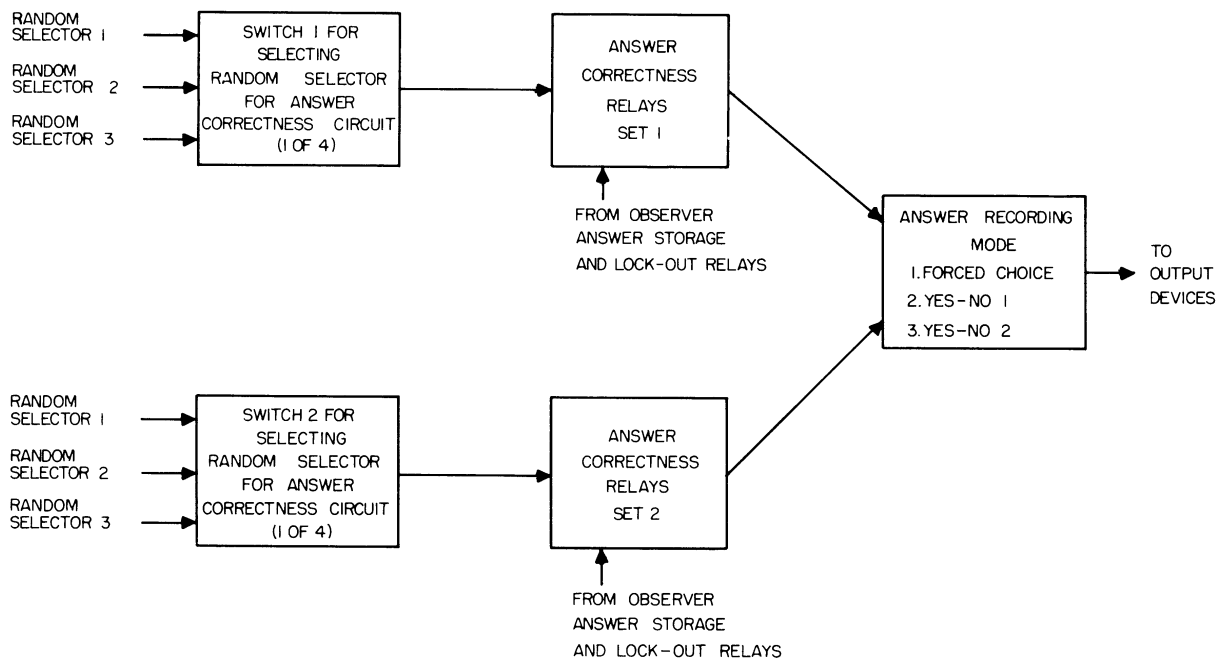 RANDOM
SELECTOR 1
RANDOM
SELECTOR 2
RANDOM
SELECTOR 3
SWITCH 1 FOR
SELECTING
RANDOM SELECTOR
FOR ANSWER
CORRECTNESS CIRCUIT
(1 OF 4)
ANSWER
CORRECTNESS
RELAYS
SET 1
FROM OBSERVER
ANSWER STORAGE
AND LOCK-OUT RELAYS
ANSWER RECORDING
MODE
1. FORCED CHOICE
2. YES-NO 1
3. YES-NO 2
TO
OUTPUT
DEVICES
RANDOM
SELECTOR 1
RANDOM
SELECTOR 2
RANDOM
SELECTOR 3
SWITCH 2 FOR
SELECTING
RANDOM SELECTOR
FOR ANSWER
CORRECTNESS CIRCUIT
(1 OF 4)
ANSWER
CORRECTNESS
RELAYS
SET 2
FROM OBSERVER
ANSWER STORAGE
AND LOCK-OUT RELAYS